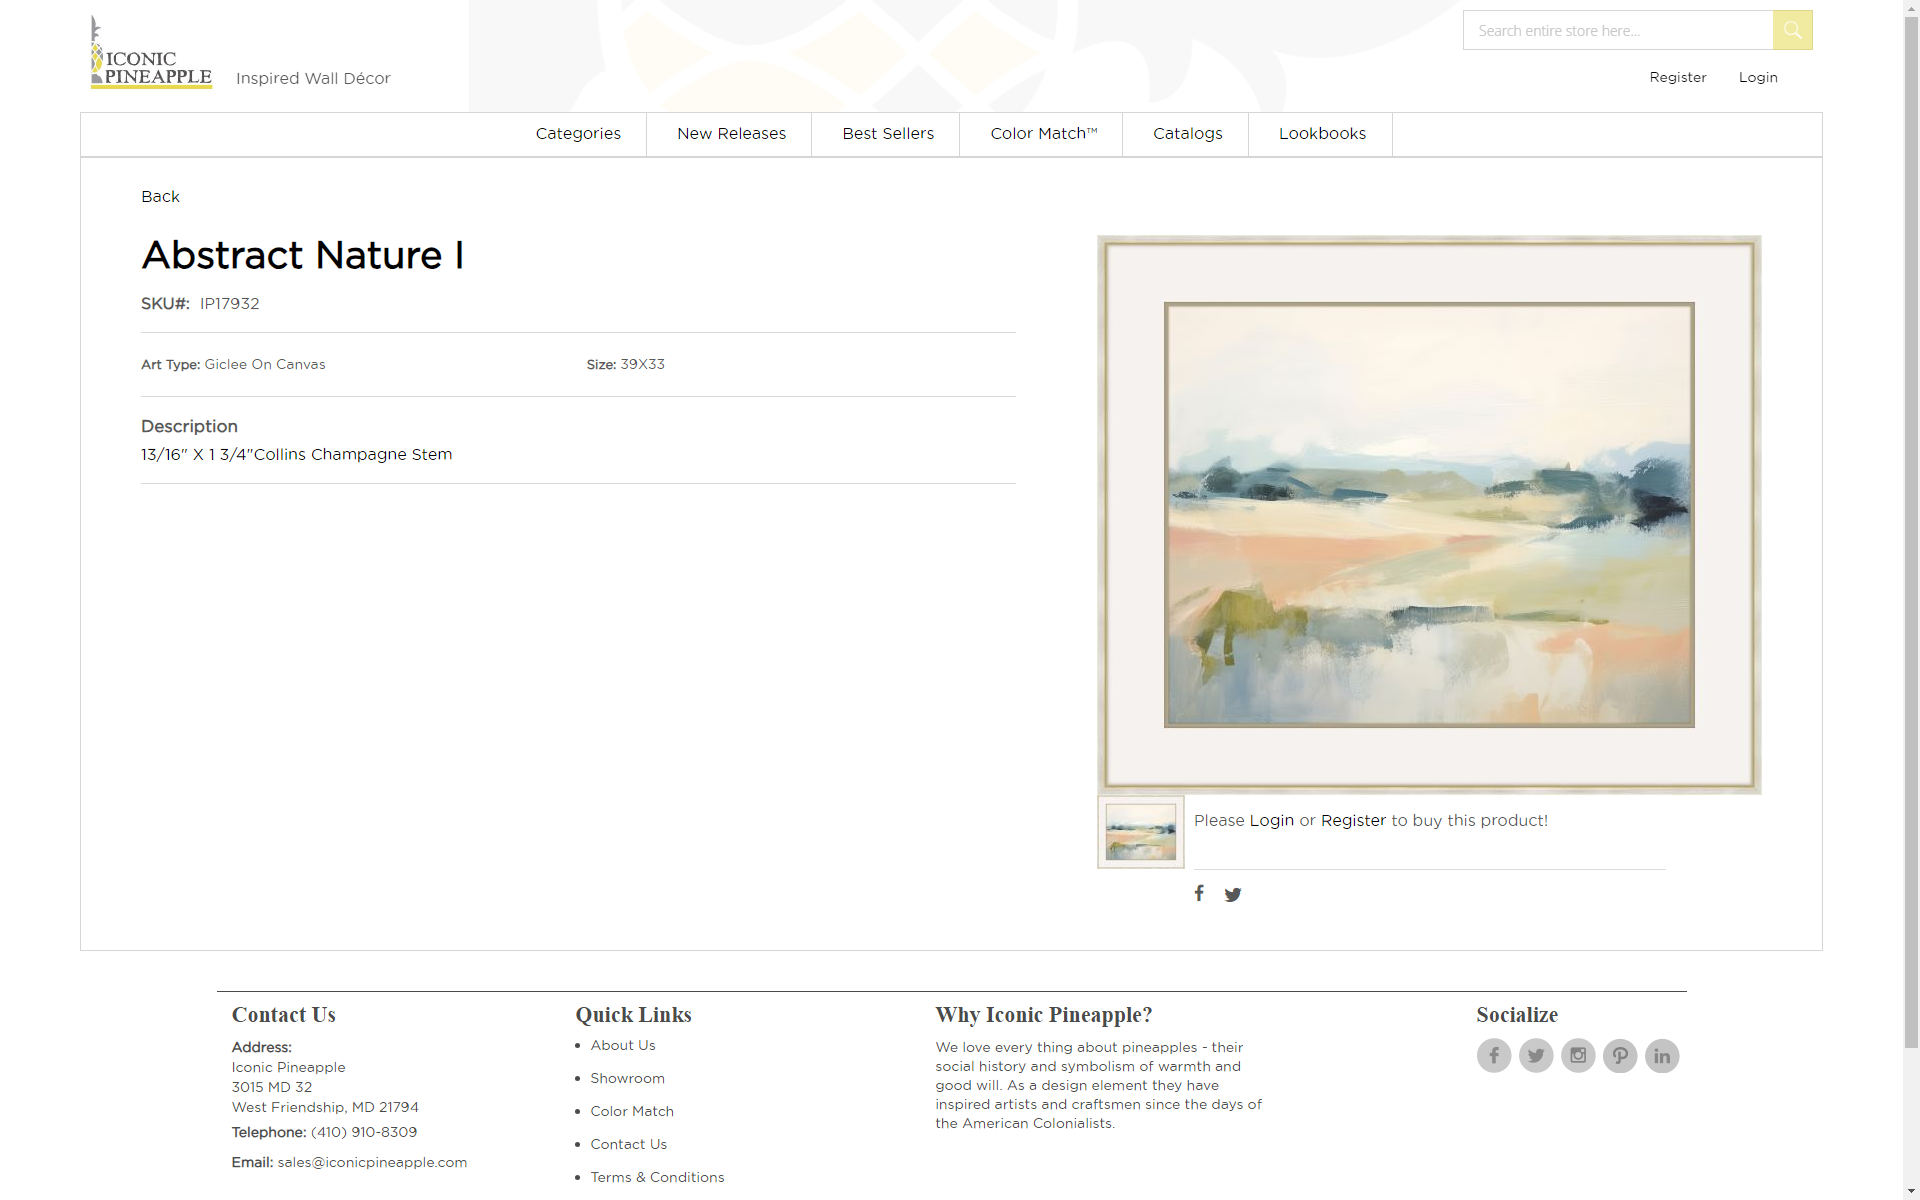 ICONIC
PINEAPPLE
Inspired Wall Décor
Search entire store here...
Register Login
Categories New Releases Best Sellers Color Match™ Catalogs Lookbooks
Back
Abstract Nature I
SKU#: IP17932
Art Type: Giclee On Canvas Size: 39X33
Description
13/16" X 1 3/4"Collins Champagne Stem
Please Login or Register to buy this product!
Contact Us
Address:
Iconic Pineapple
3015 MD 32
West Friendship, MD 21794
Telephone: (410) 910-8309
Email: sales@iconicpineapple.com
Quick Links
About Us
Showroom
Color Match
Contact Us
Terms & Conditions
Why Iconic Pineapple?
We love every thing about pineapples - their
social history and symbolism of warmth and
good will. As a design element they have
inspired artists and craftsmen since the days of
the American Colonialists.
Socialize